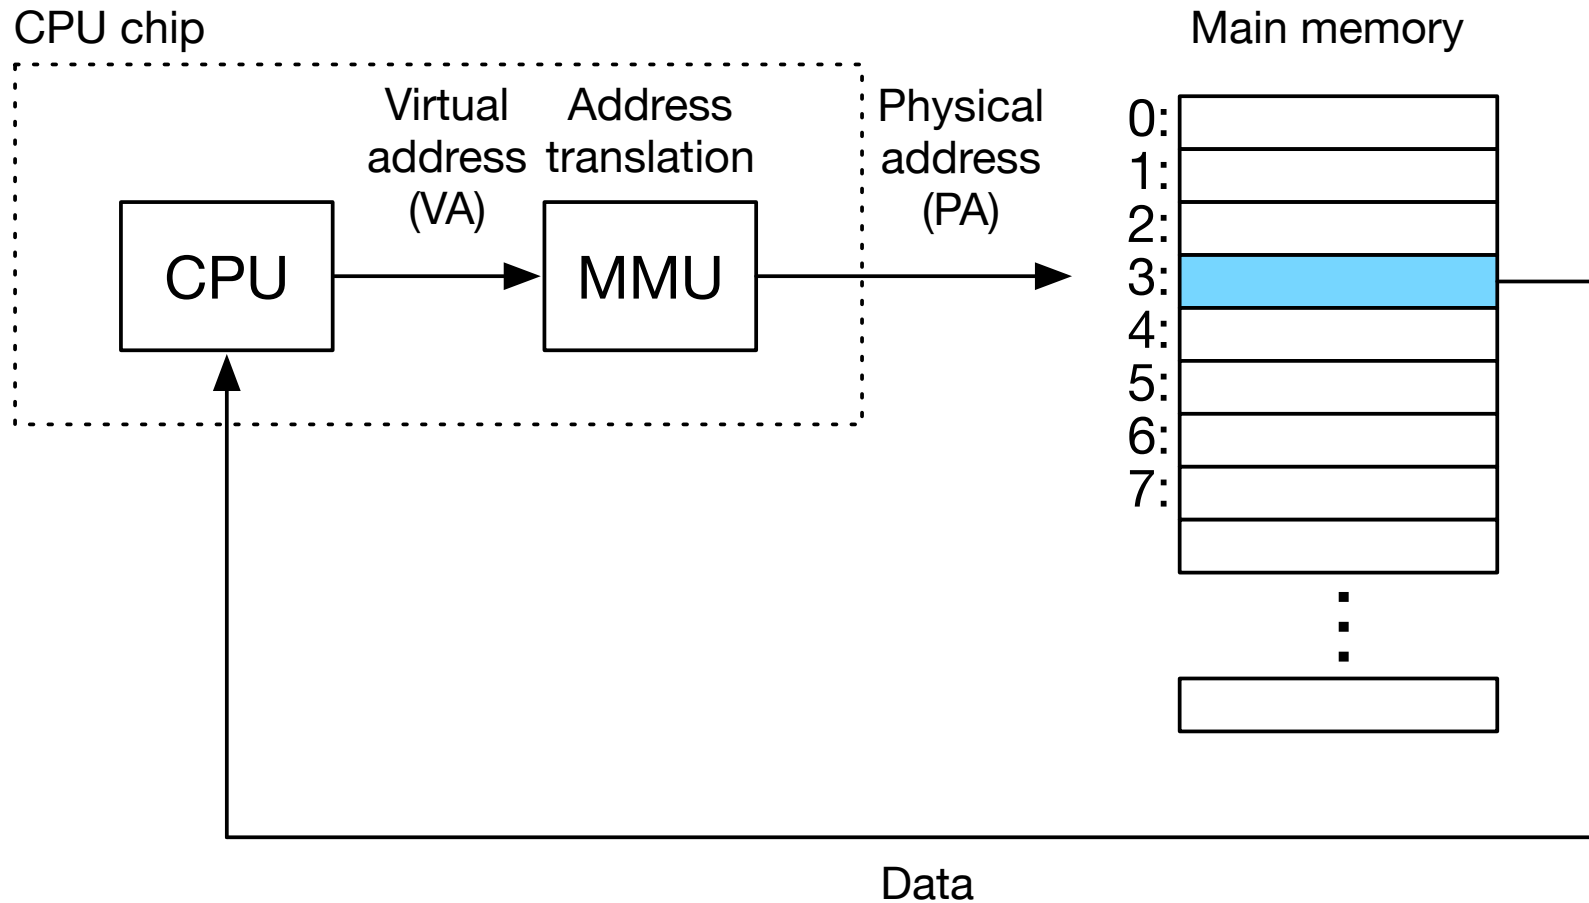 CPU chip
Main memory
Virtual
address
(VA)
Address
translation
Physical
address
(PA)
CPU
MMU
0:
1:
2:
3:
4:
5:
6:
7:
Data